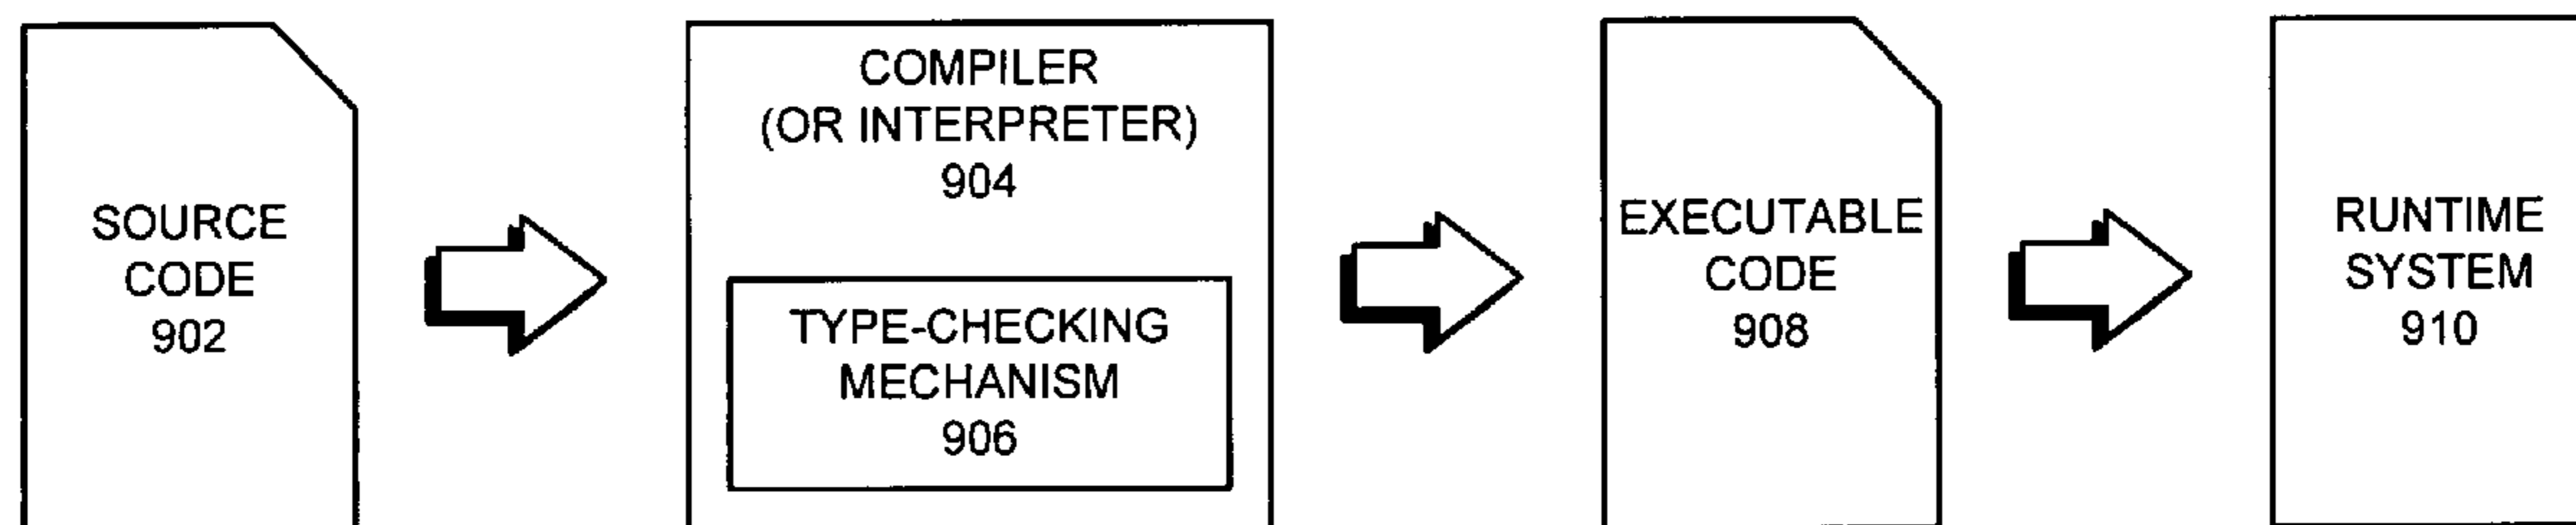 SOURCE
CODE
902
COMPILER
(OR INTERPRETER)
904
TYPE-CHECKING
MECHANISM
906
EXECUTABLE
CODE
908
RUNTIME
SYSTEM
910